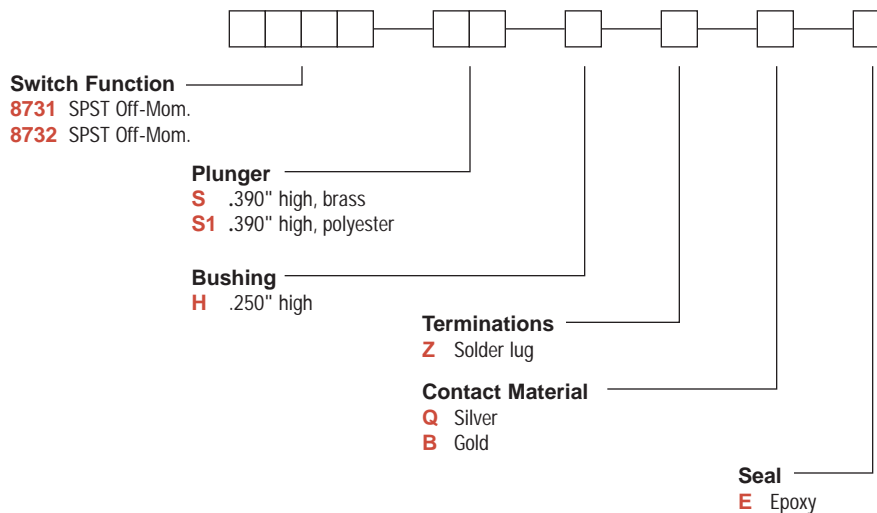 Switch Function
8731 SPST Off-Mom.
8732 SPST Off-Mom.
Plunger
S .390" high, brass
S1 .390" high, polyester
Bushing
H .250" high
Terminations
Z Solder lug
Contact Material
Q Silver
B Gold
Seal
E Epoxy